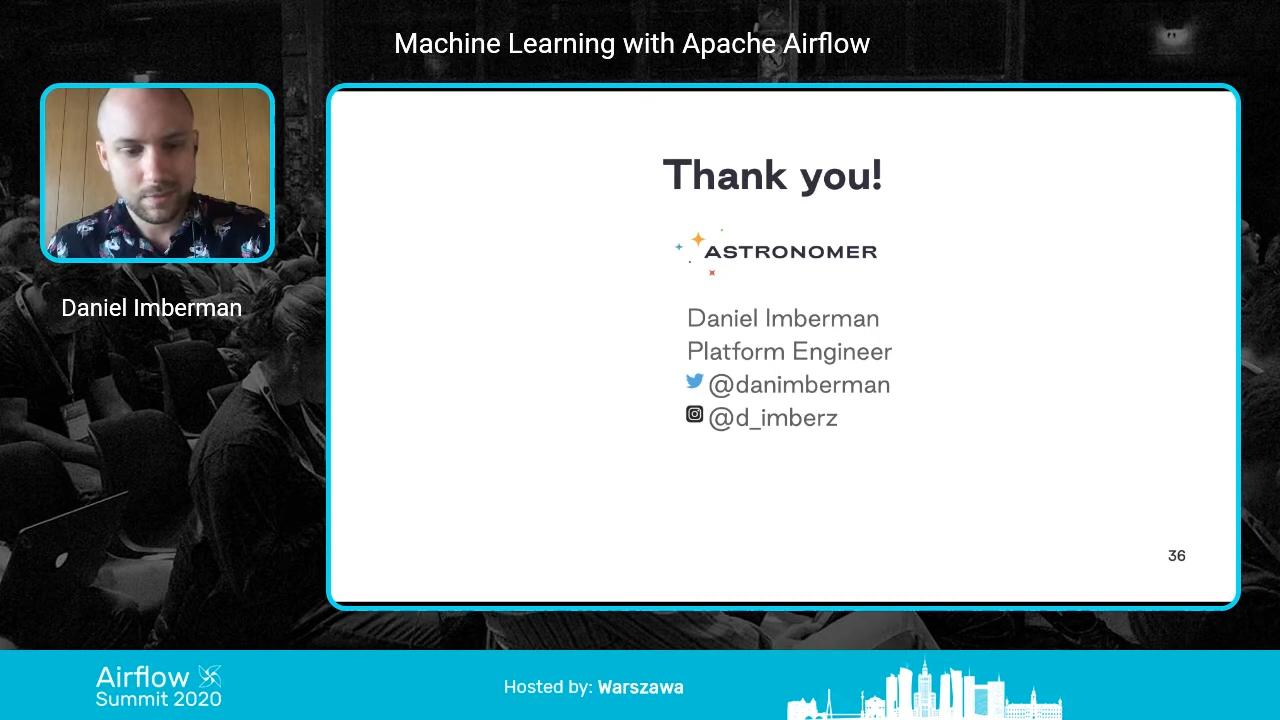 Machine Learning with Apache Airflow
Daniel Imberman
Thank you!
ASTRONOMER
Daniel Imberman
Platform Engineer
@danimberman
@d_imberz
36
Airflow
Summit 2020
Hosted by: Warszawa